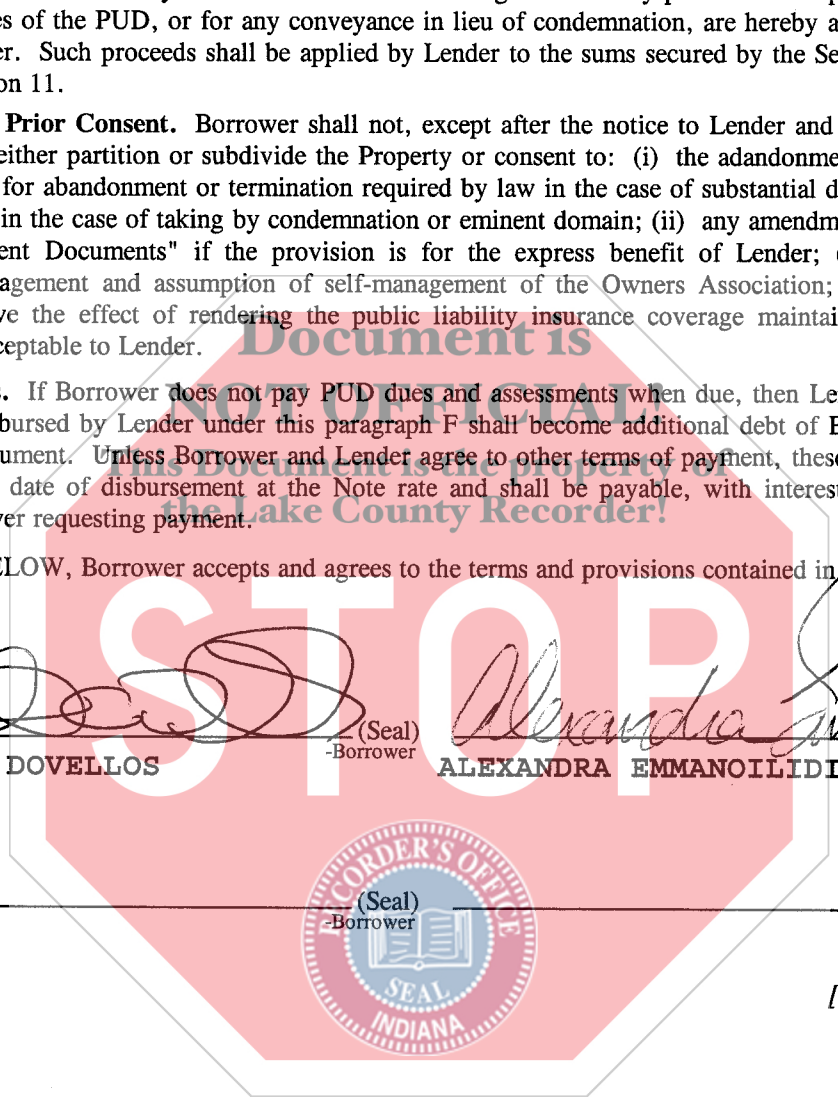 es of the PUD, or for any conveyance in lieu of condemnation, are hereby a
er. Such proceeds shall be applied by Lender to the sums secured by the Se
on 11.
Prior Consent. Borrower shall not, except after the notice to Lender and
either partition or subdivide the Property or consent to: (i) the adandonme
for abandonment or termination required by law in the case of substantial d
in the case of taking by condemnation or eminent domain; (ii) any amendm
ent Documents" if the provision is for the express benefit of Lender; (
agement and assumption of self-management of the Owners Association;
ve the effect of rendering the public liability insurance coverage maintai
ceptable to Lender.
Document is
NOT OFFICIAL!
This Document is the property of
the Lake County Recorder!
s. If Borrower does not pay PUD dues and assessments when due, then Le
bursed by Lender under this paragraph F shall become additional debt of B
ument. Unless Borrower and Lender agree to other terms of payment, these
date of disbursement at the Note rate and shall be payable, with interest
er requesting payment.
ELOW, Borrower accepts and agrees to the terms and provisions contained in
STOP
(Seal)
-Borrower
DOVELLOS
Alexandra
ALEXANDRA EMMANOILIDI
(Seal)
-Borrower
RECORDER'S OFFICE
SEAL
INDIANA
[